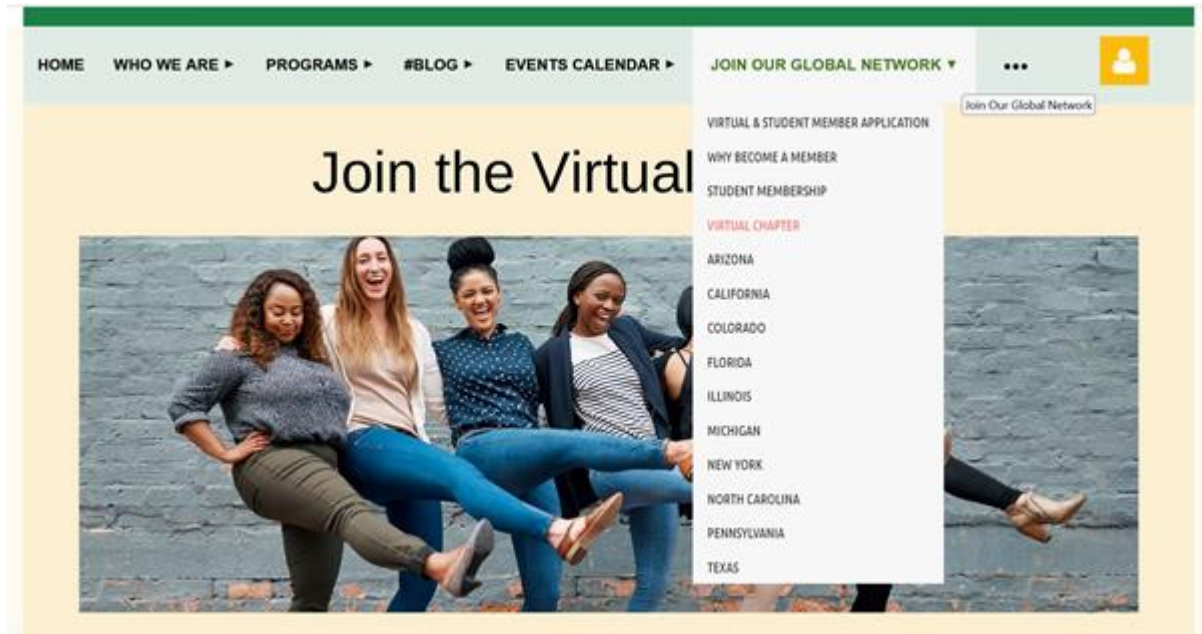 HOME WHO WE ARE ▸ PROGRAMS ▸ #BLOG ▸ EVENTS CALENDAR ▸ JOIN OUR GLOBAL NETWORK ▾ •••
Join Our Global Network
VIRTUAL & STUDENT MEMBER APPLICATION
WHY BECOME A MEMBER
STUDENT MEMBERSHIP
VIRTUAL CHAPTER
ARIZONA
CALIFORNIA
COLORADO
FLORIDA
ILLINOIS
MICHIGAN
NEW YORK
NORTH CAROLINA
PENNSYLVANIA
TEXAS
Join the Virtual